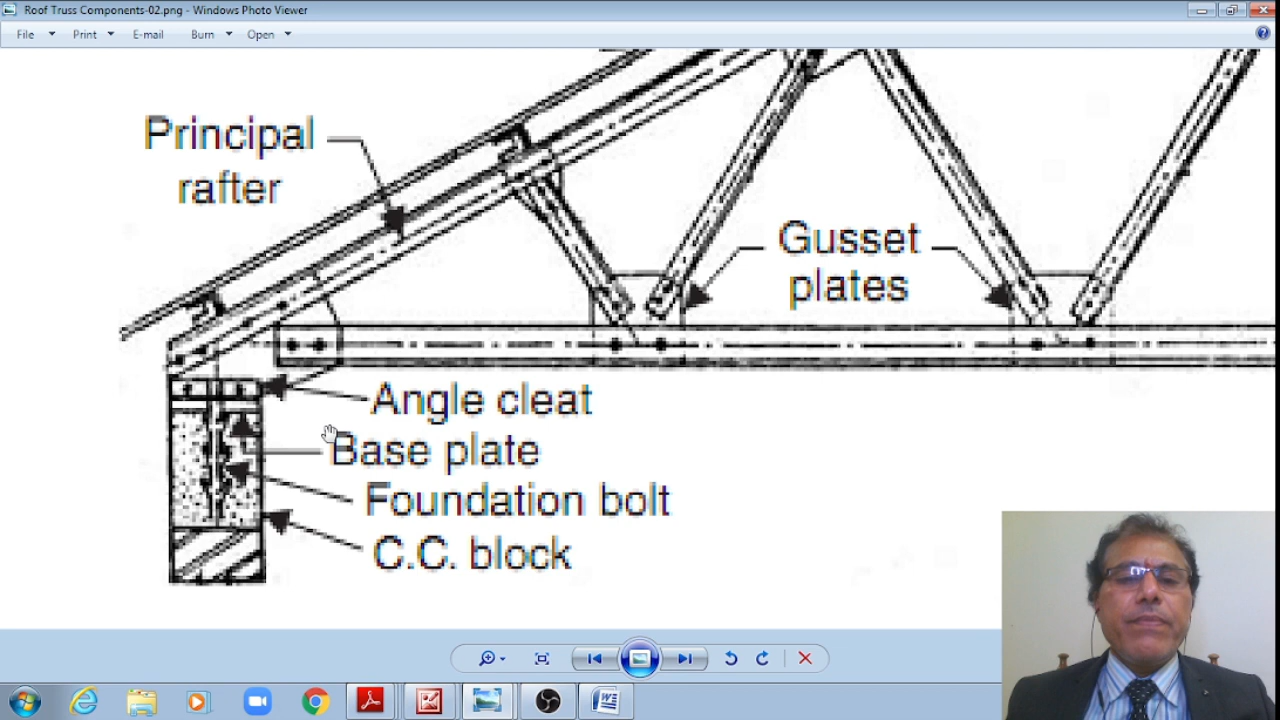 Roof Truss Components-02.png - Windows Photo Viewer
File Print E-mail Burn Open
Principal
rafter
Gusset
plates
Angle cleat
Base plate
Foundation bolt
C.C. block